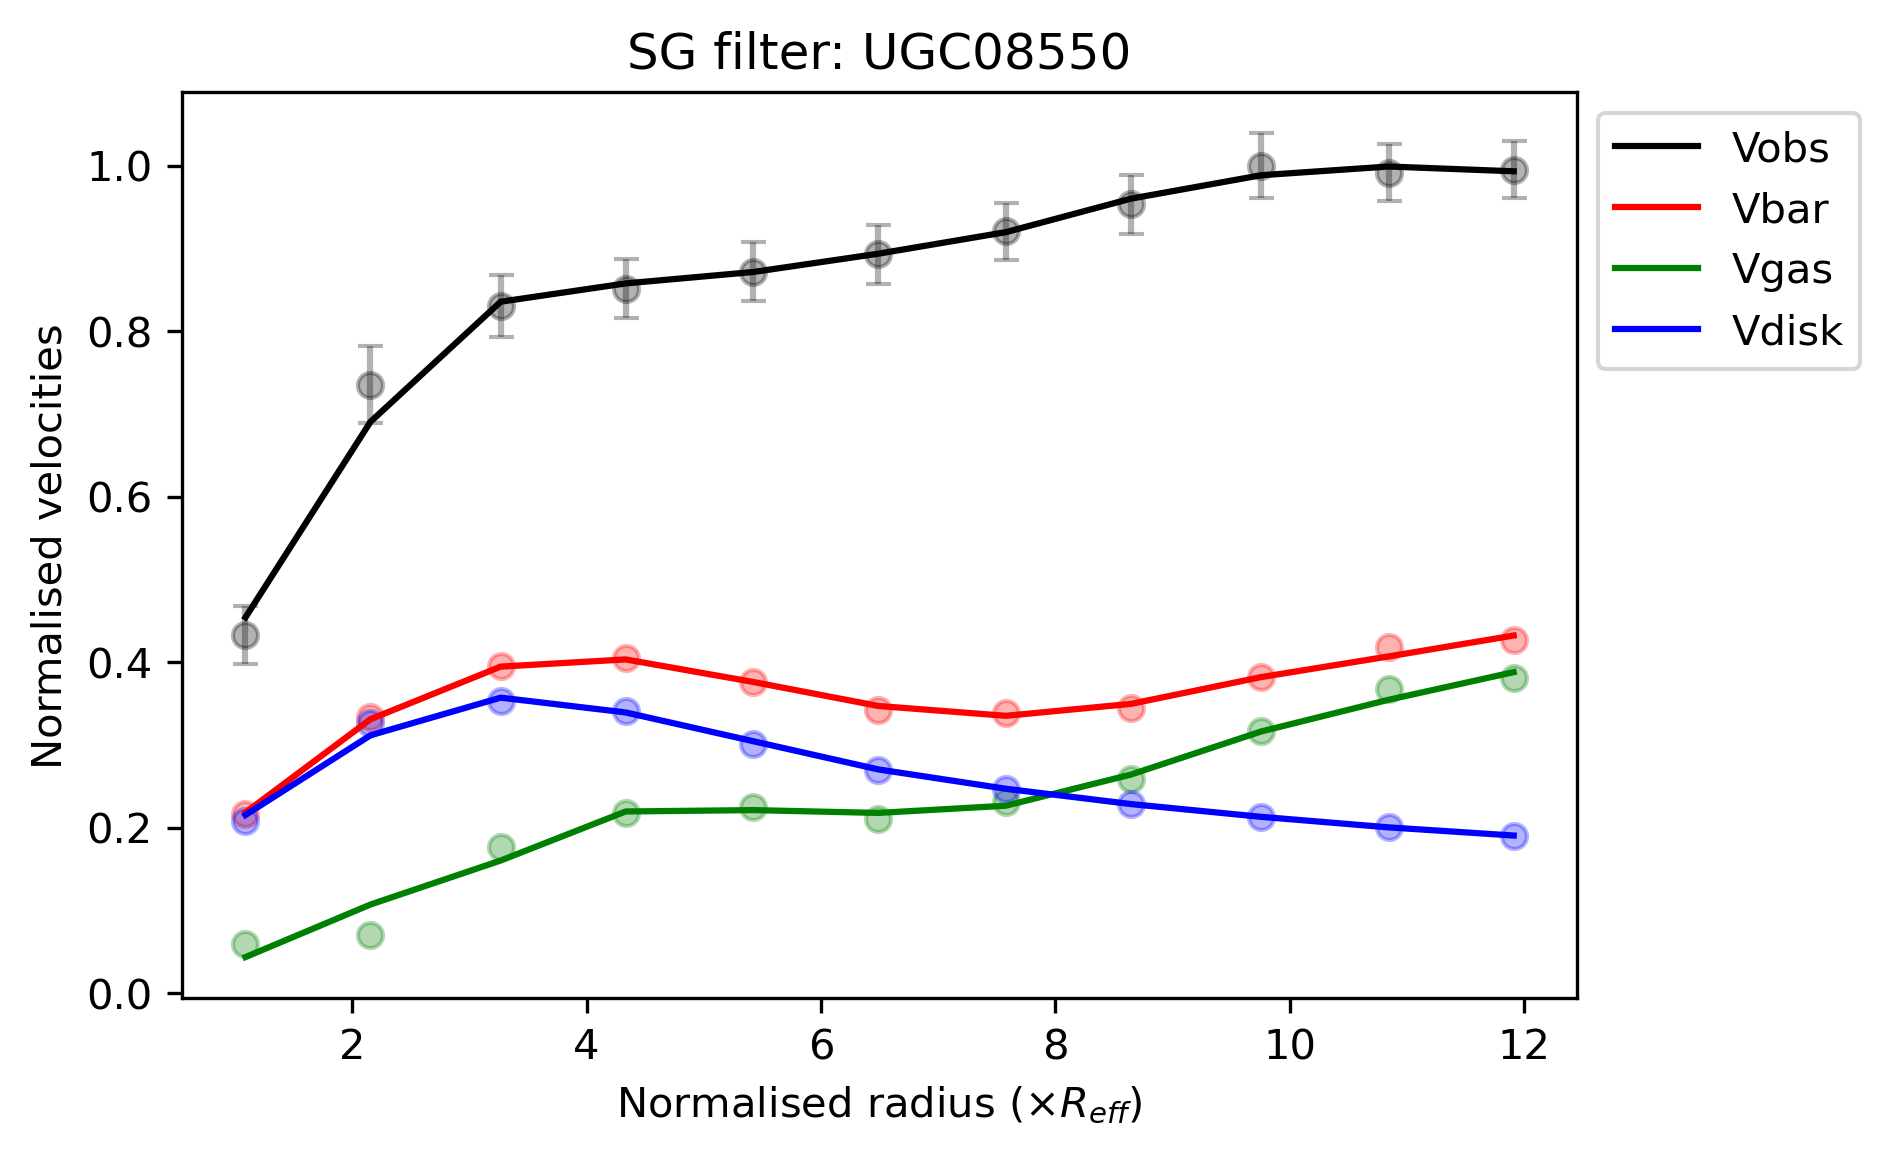 SG filter: UGC08550
Vobs
Vbar
Vgas
Vdisk
Normalised velocities
1.0
0.8
0.6
0.4
0.2
0.0
2 4 6 8 10 12
Normalised radius (×R_eff)